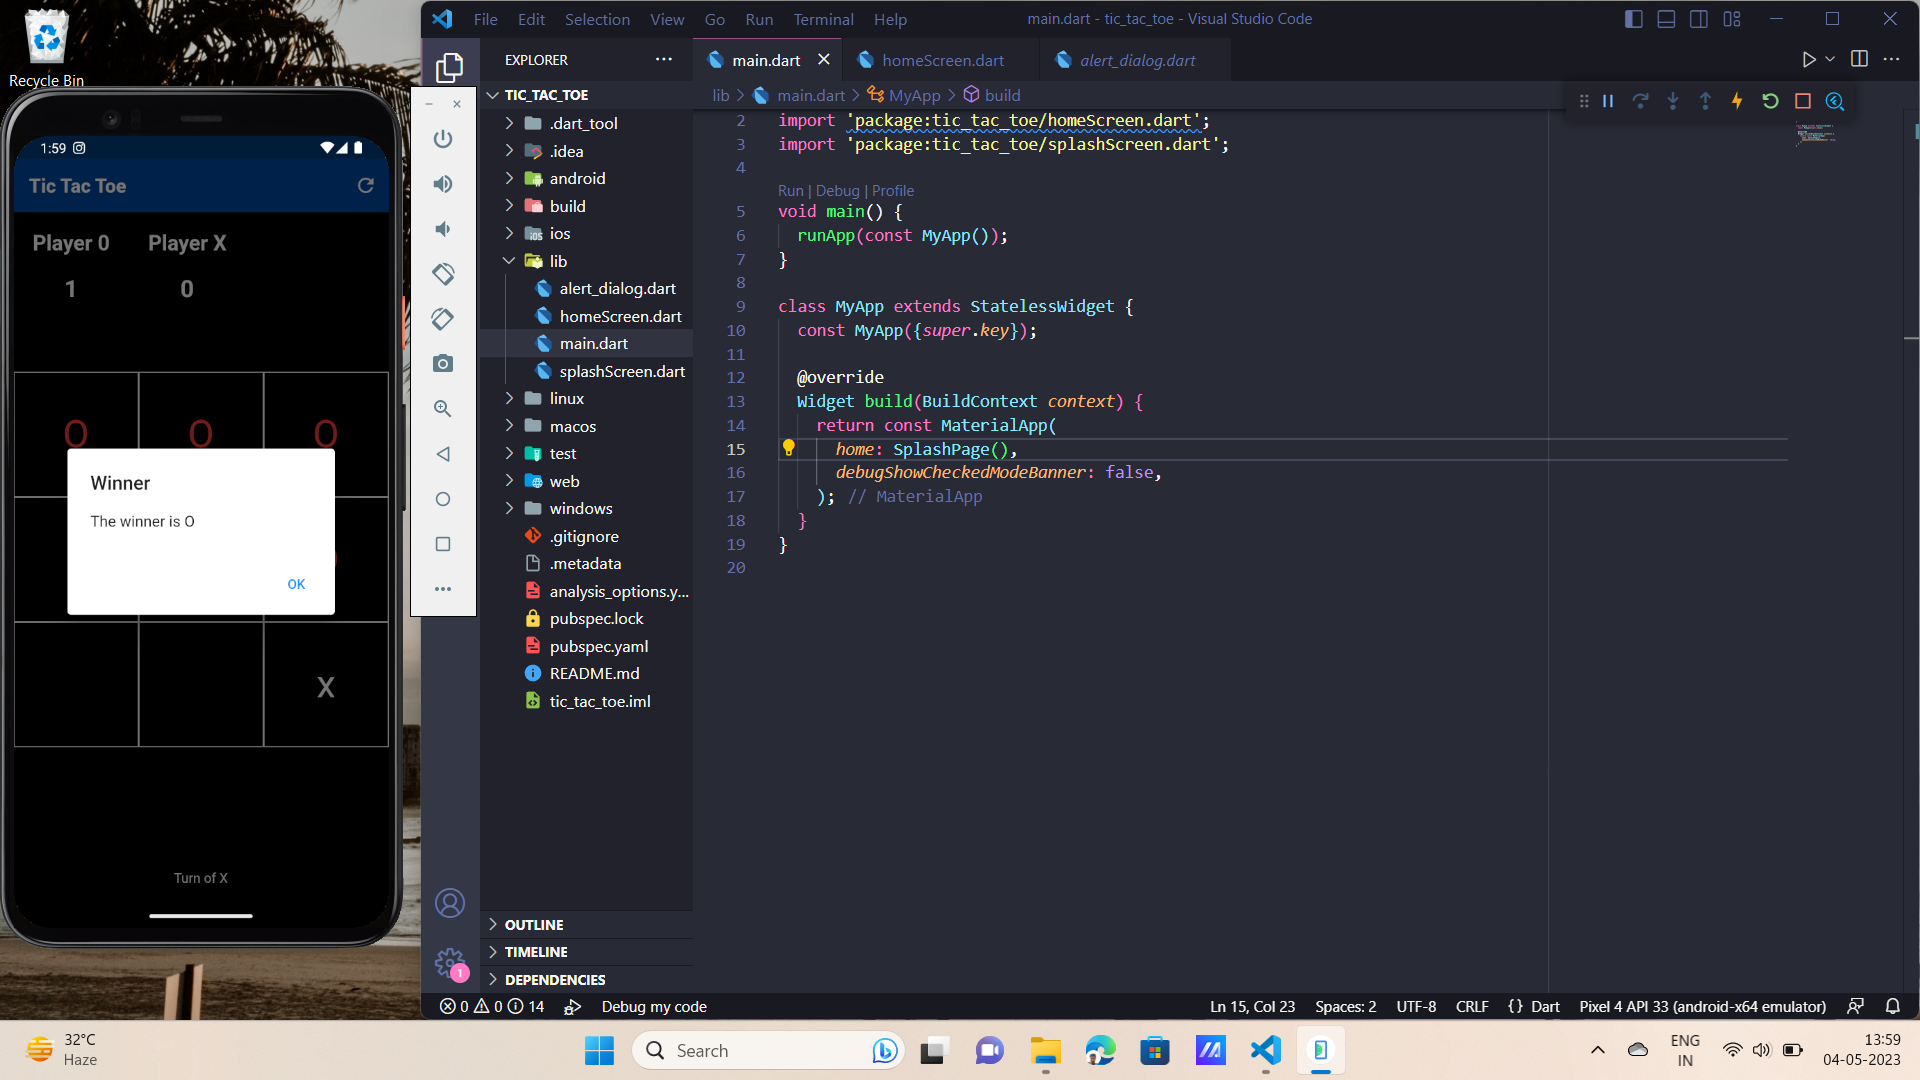 Recycle Bin
1:59
Tic Tac Toe
Player 0 Player X
1 0
O O O
Winner
The winner is O
OK
X
Turn of X
File Edit Selection View Go Run Terminal Help
main.dart - tic_tac_toe - Visual Studio Code
EXPLORER
TIC_TAC_TOE
.dart_tool
.idea
android
build
ios
lib
alert_dialog.dart
homeScreen.dart
main.dart
splashScreen.dart
linux
macos
test
web
windows
.gitignore
.metadata
analysis_options.y...
pubspec.lock
pubspec.yaml
README.md
tic_tac_toe.iml
OUTLINE
TIMELINE
DEPENDENCIES
main.dart homeScreen.dart alert_dialog.dart
lib > main.dart > MyApp > build
2 import 'package:tic_tac_toe/homeScreen.dart';
3 import 'package:tic_tac_toe/splashScreen.dart';
4
Run | Debug | Profile
5 void main() {
6 runApp(const MyApp());
7 }
8
9 class MyApp extends StatelessWidget {
10 const MyApp({super.key});
11
12 @override
13 Widget build(BuildContext context) {
14 return const MaterialApp(
15 home: SplashPage(),
16 debugShowCheckedModeBanner: false,
17 ); // MaterialApp
18 }
19 }
20
1
0 0 14 Debug my code
Ln 15, Col 23 Spaces: 2 UTF-8 CRLF {} Dart Pixel 4 API 33 (android-x64 emulator)
32°C
Haze
Search
ENG
IN
13:59
04-05-2023